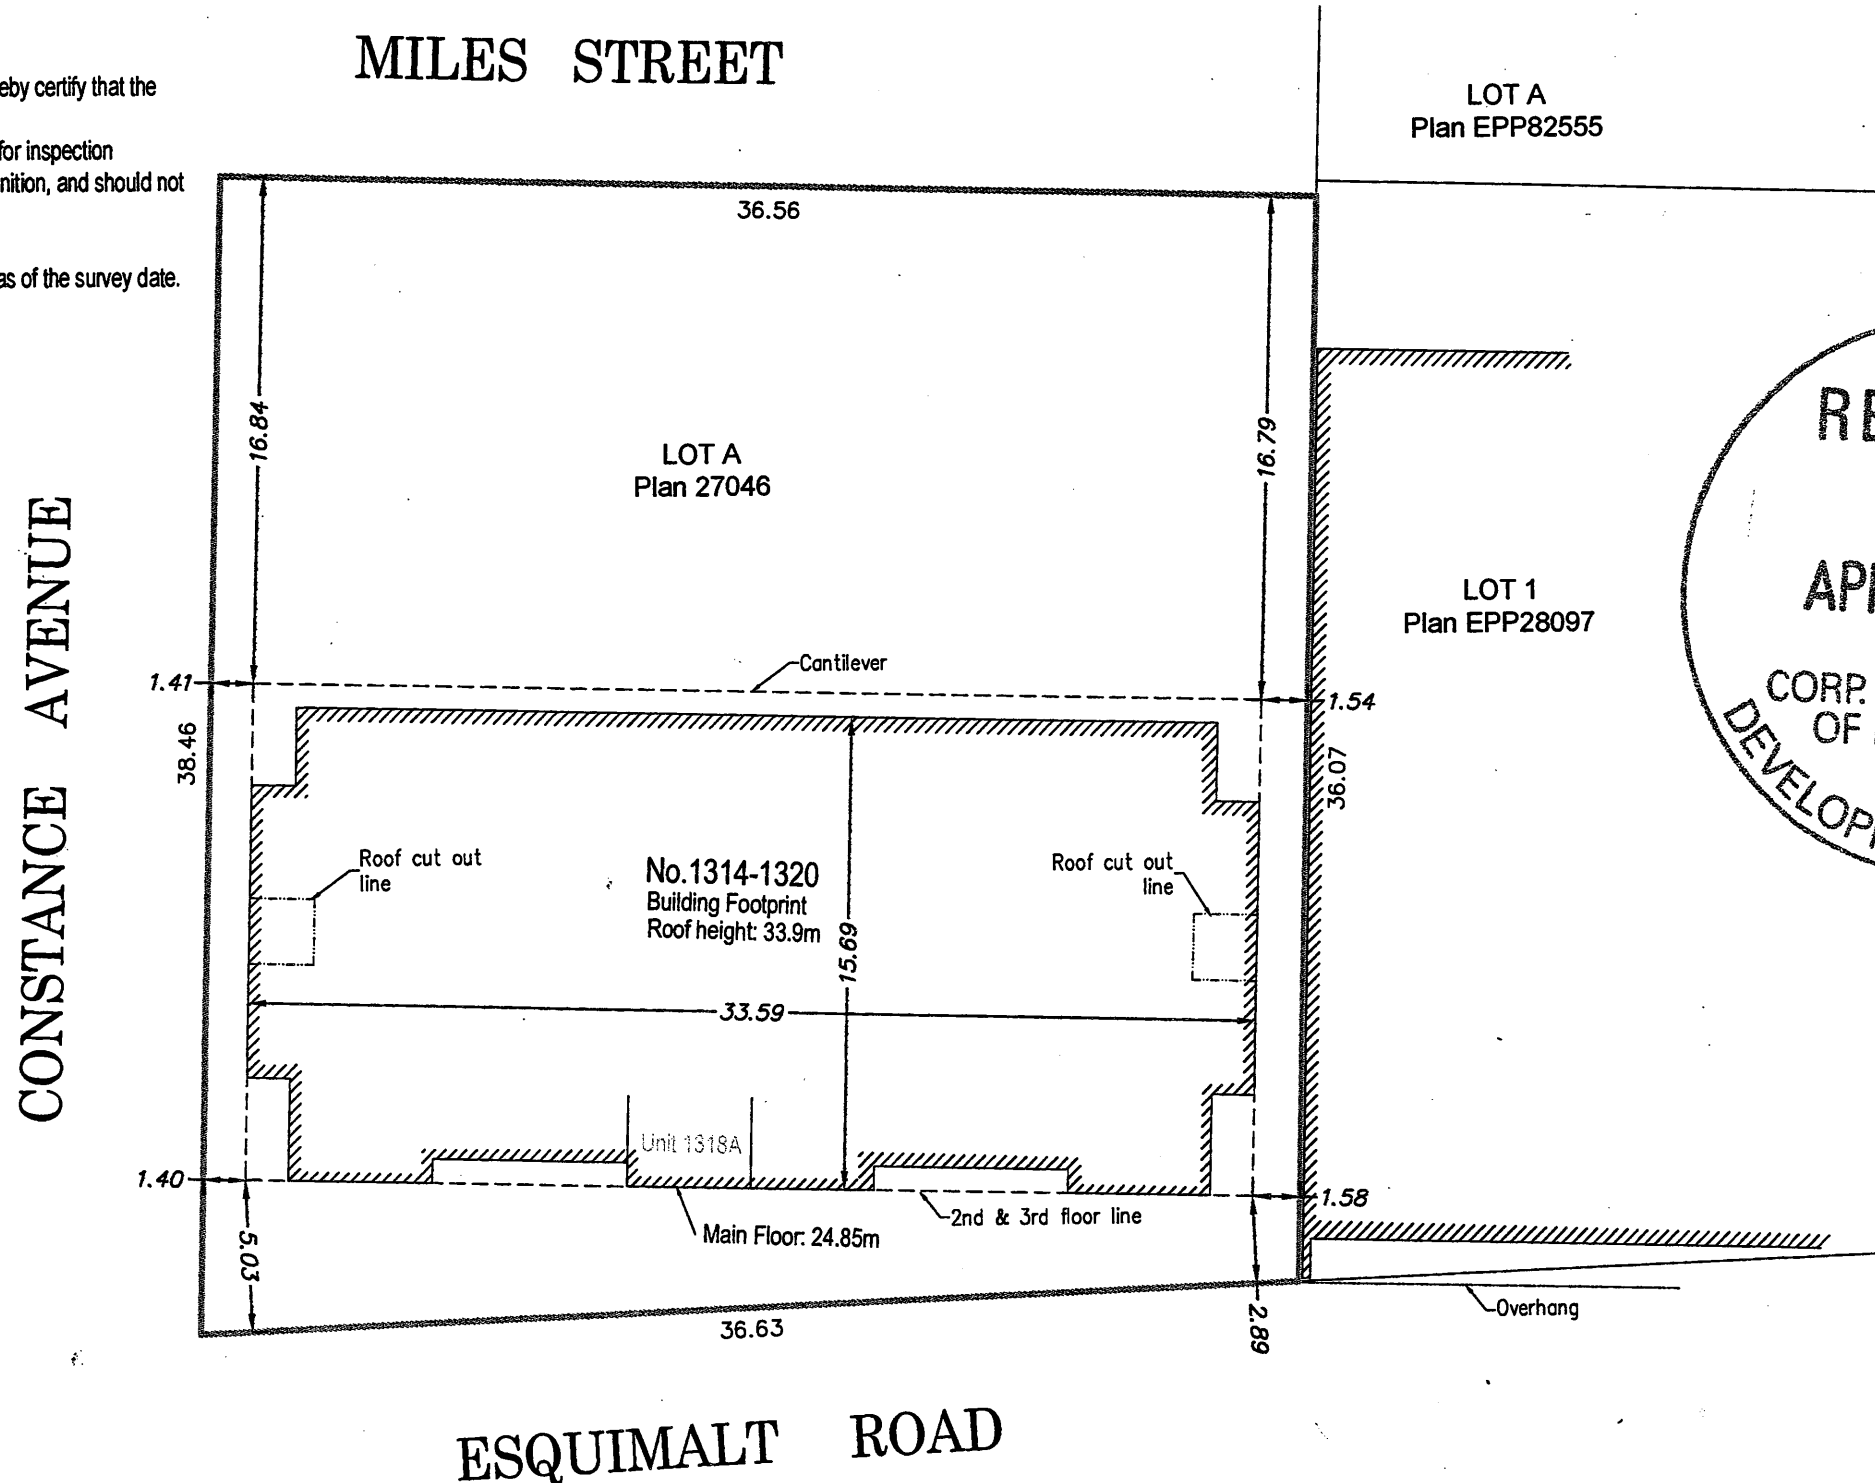 MILES STREET
eby certify that the
for inspection
nition, and should not
as of the survey date.
LOT A
Plan EPP82555
36.56
16.84
16.79
LOT A
Plan 27046
CONSTANCE AVENUE
LOT 1
Plan EPP28097
RE
CORP.
OF
Cantilever
1.41
1.54
38.46
36.07
Roof cut out
line
No.1314-1320
Building Footprint
Roof height: 33.9m
Roof cut out
line
15.69
33.59
Unit 1318A
1.40
1.58
2nd & 3rd floor line
Main Floor: 24.85m
5.03
36.63
2.89
Overhang
ESQUIMALT ROAD